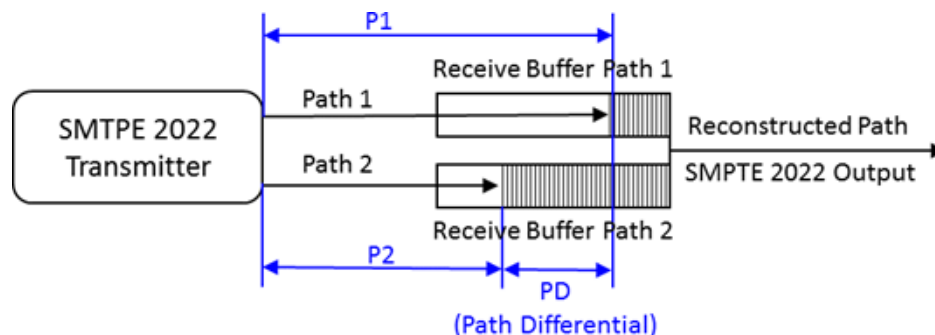 P1
Receive Buffer Path 1
Path 1
SMTPE 2022
Transmitter
Reconstructed Path
Path 2
SMPTE 2022 Output
Receive Buffer Path 2
P2
PD
(Path Differential)